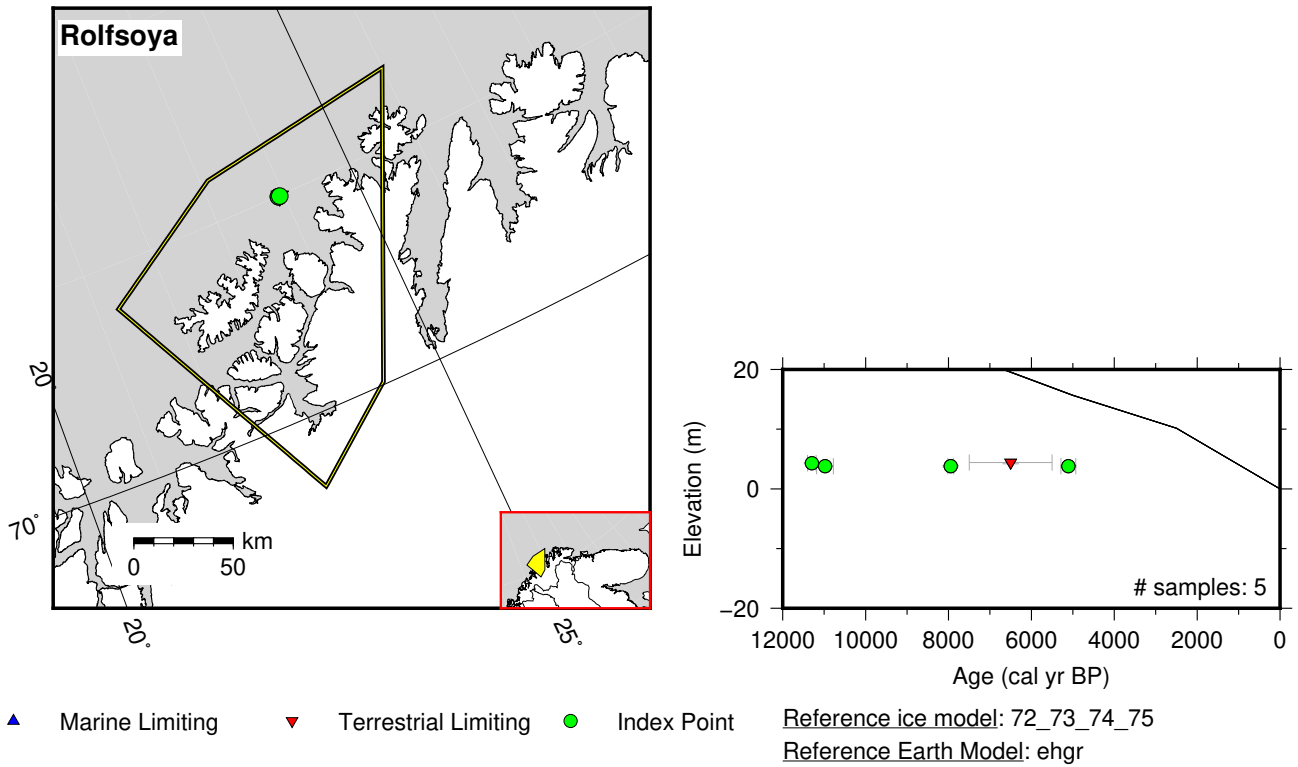 Rolfsoya
20
70°
0
50
km
20°
25°
Elevation (m)
20
0
−20
# samples: 5
12000
10000
8000
6000
4000
2000
0
Age (cal yr BP)
Marine Limiting
Terrestrial Limiting
Index Point
Reference ice model: 72_73_74_75
Reference Earth Model: ehgr